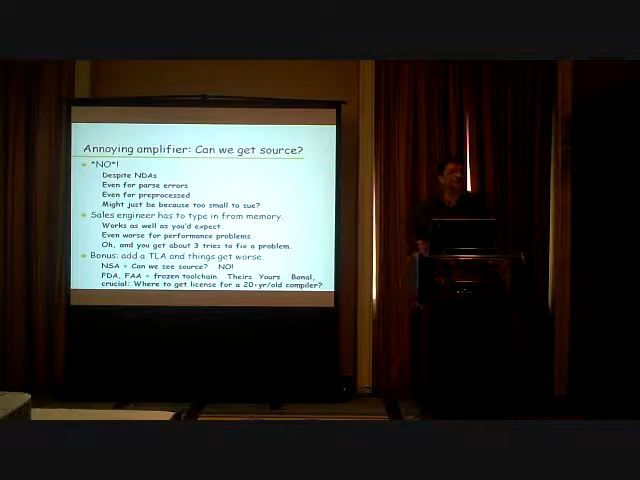 Annoying amplifier: Can we get source?
*NO*!
Despite NDAs
Even for parse errors
Even for preprocessed
Might just be because too small to sue?
Sales engineer has to type in from memory.
Works as well as you'd expect.
Even worse for performance problems.
Oh, and you get about 3 tries to fix a problem.
Bonus: add a TLA and things get worse.
NSA = Can we see source? NO!
FDA, FAA = frozen toolchain. Theirs. Yours. Banal,
crucial: Where to get license for a 20-yr/old compiler?